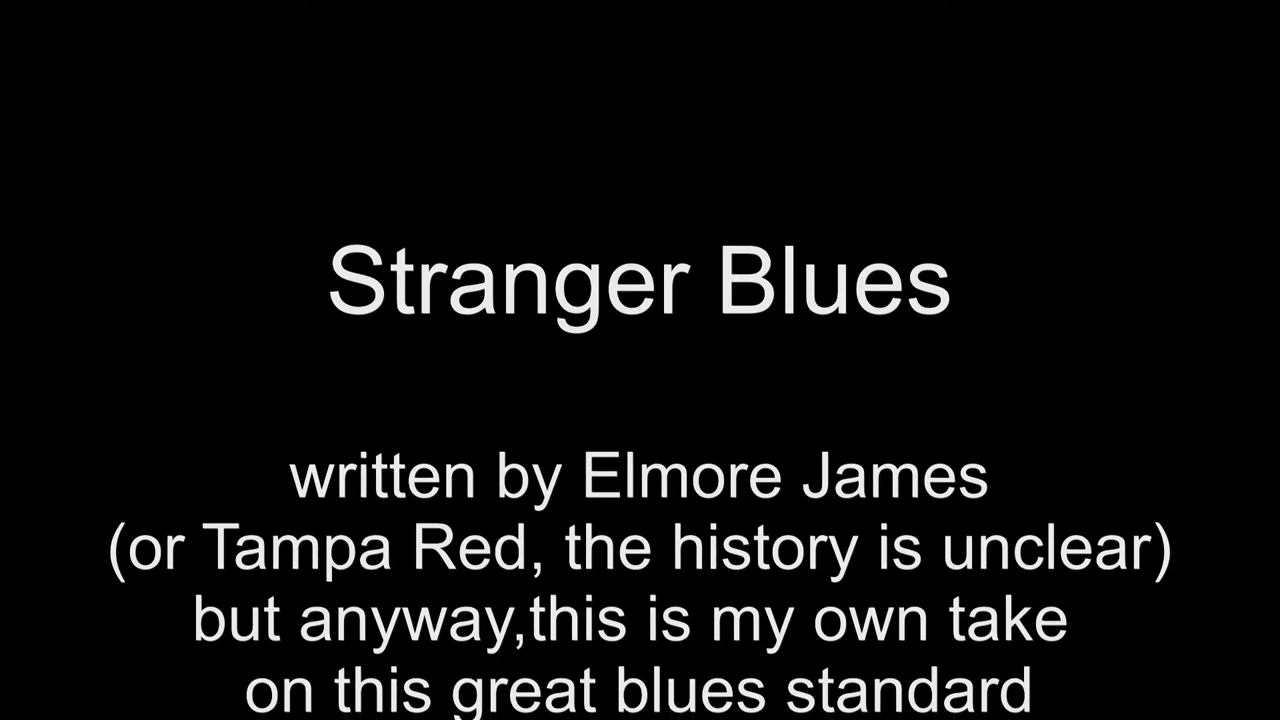 Stranger Blues
written by Elmore James
(or Tampa Red, the history is unclear)
but anyway,this is my own take
on this great blues standard